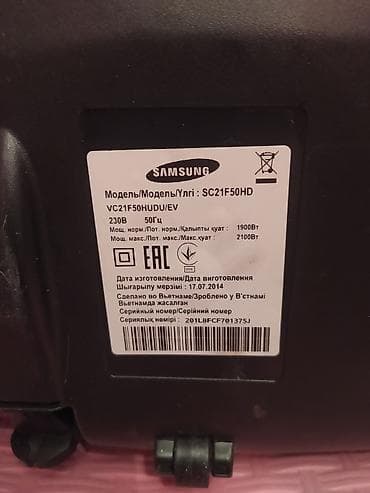 SAMSUNG
Модель/Модель/Үлгі : SC21F50HD
VC21F50HUDU/EV
230В 50Гц
Мощ. норм./Пот. норм./Қалыпты қуат : 1900Вт
Мощ. макс./Пот. макс./Макс.қуат : 2100Вт
EAC
Дата изготовления/Дата виготовлення
Шығарылу мерзімі : 17.07.2014
Сделано во Вьетнаме/Зроблено у В'єтнамі
Вьетнамда жасалған
Серийный номер/Серійний номер
Сериялық нөмірі : 201L8FCF701375J